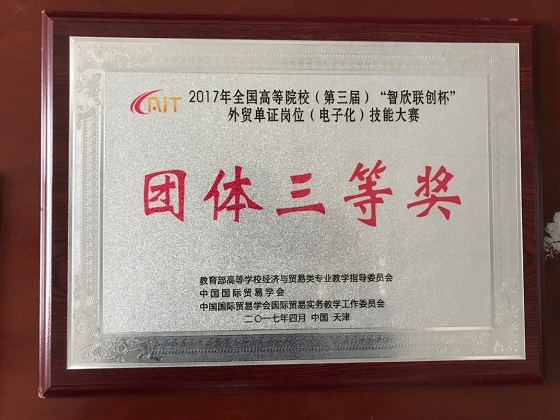 CAIT
2017年全国高等院校（第三届）“智欣联创杯”
外贸单证岗位（电子化）技能大赛
团体三等奖
教育部高等学校经济与贸易类专业教学指导委员会
中国国际贸易学会
中国国际贸易学会国际贸易实务教学工作委员会
二〇一七年四月 中国 天津